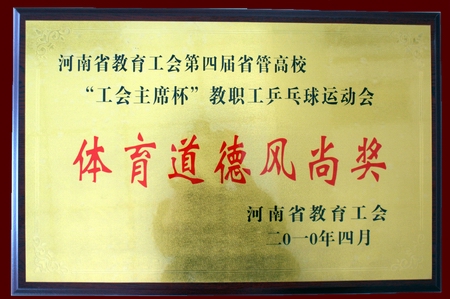 河南省教育工会第四届省管高校
“工会主席杯”教职工乒乓球运动会
体育道德风尚奖
河南省教育工会
二〇一〇年四月